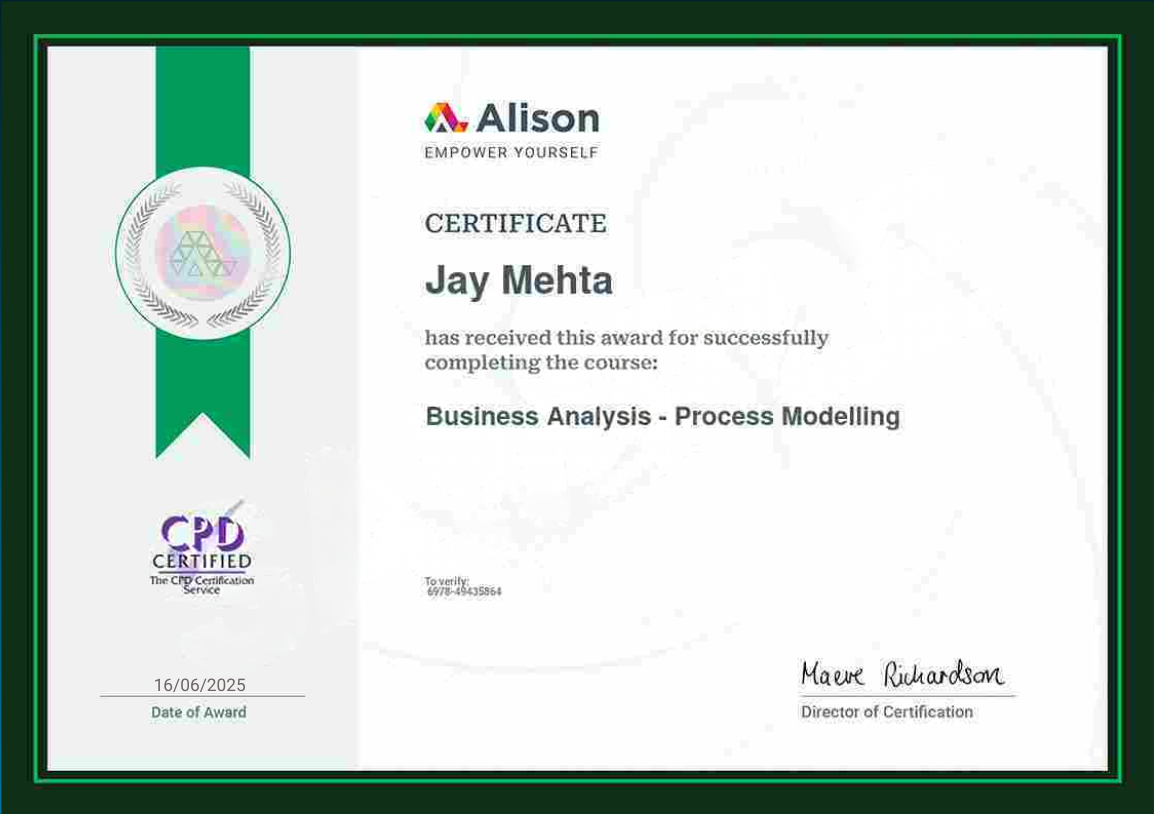 Alison
EMPOWER YOURSELF
CERTIFICATE
Jay Mehta
has received this award for successfully
completing the course:
Business Analysis - Process Modelling
CPD
CERTIFIED
The CPD Certification
Service
To verify:
6978-49435864
16/06/2025
Date of Award
Maeve Richardson
Director of Certification